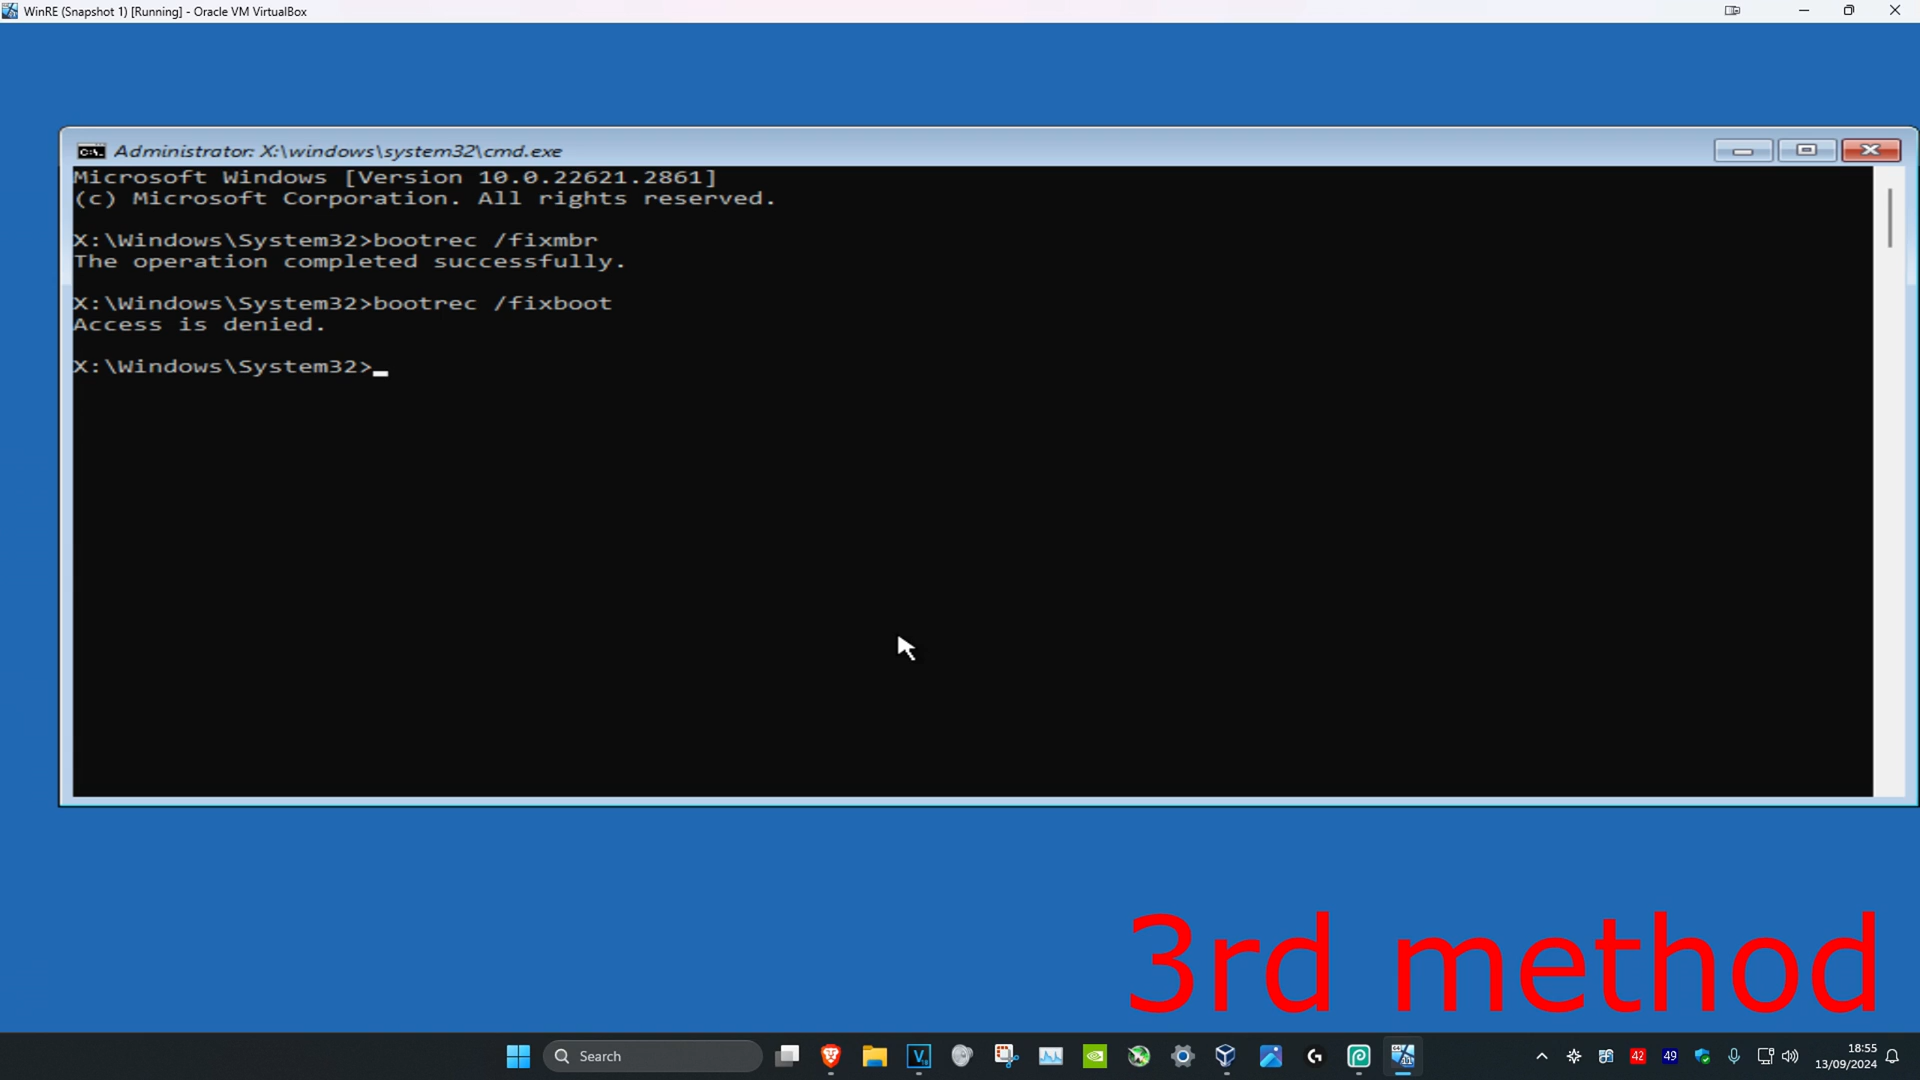 WinRE (Snapshot 1) [Running] - Oracle VM VirtualBox
Administrator: X:\windows\system32\cmd.exe
Microsoft Windows [Version 10.0.22621.2861]
(c) Microsoft Corporation. All rights reserved.
X:\Windows\System32>bootrec /fixmbr
The operation completed successfully.
X:\Windows\System32>bootrec /fixboot
Access is denied.
X:\Windows\System32>
3rd method
Search
42
49
18:55
13/09/2024